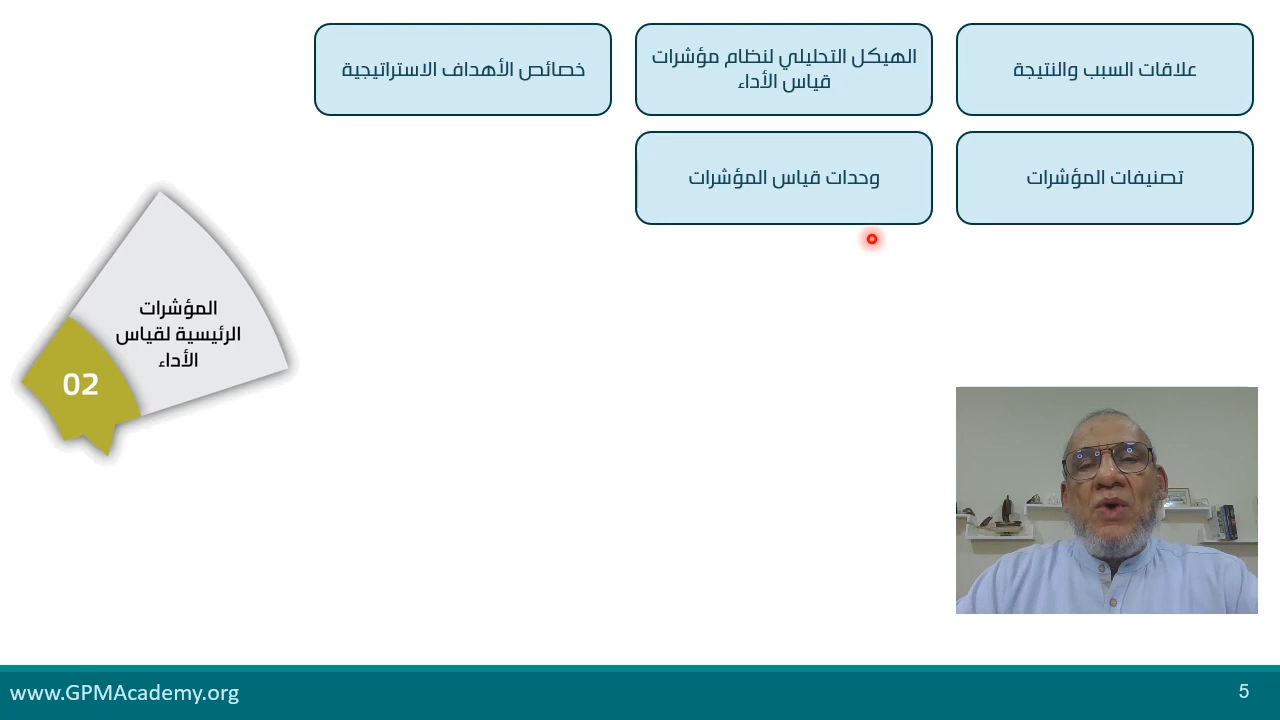 علاقات السبب والنتيجة
الهيكل التحليلي لنظام مؤشرات
قياس الأداء
خصائص الأهداف الاستراتيجية
تصنيفات المؤشرات
وحدات قياس المؤشرات
المؤشرات
الرئيسية لقياس
الأداء
02
www.GPMAcademy.org
5